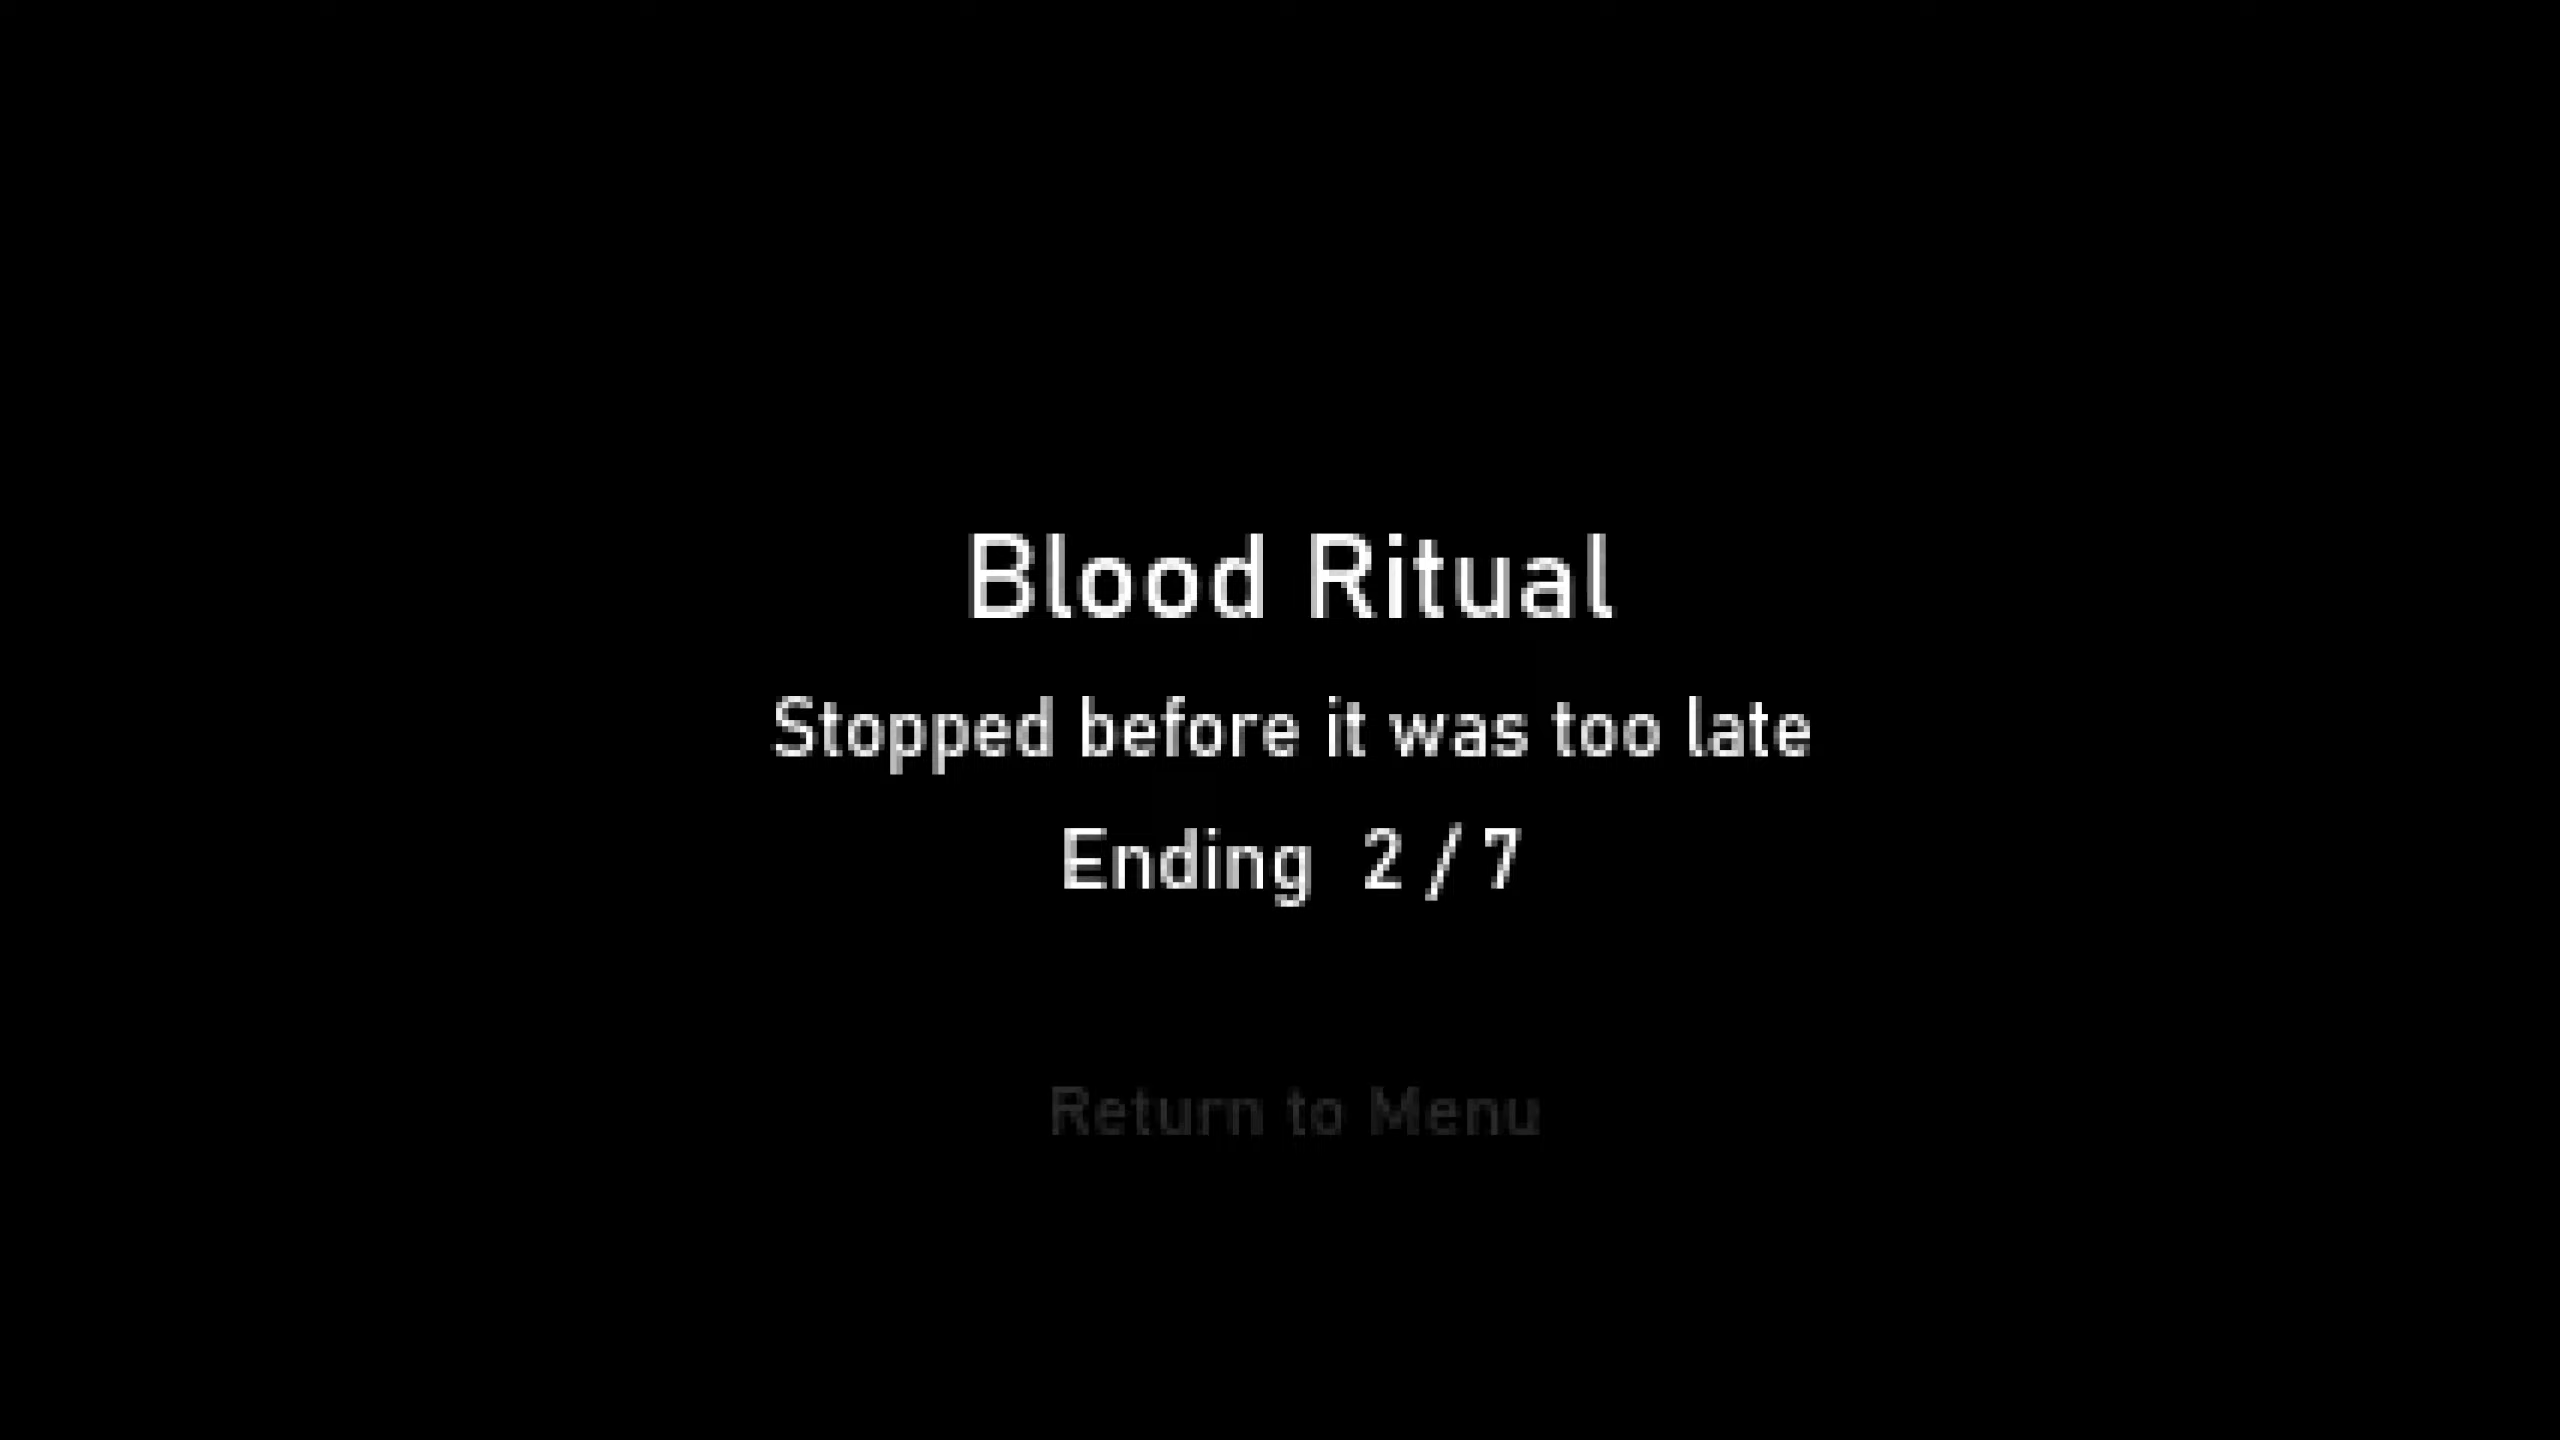 Blood Ritual
Stopped before it was too late
Ending 2 / 7
Return to Menu